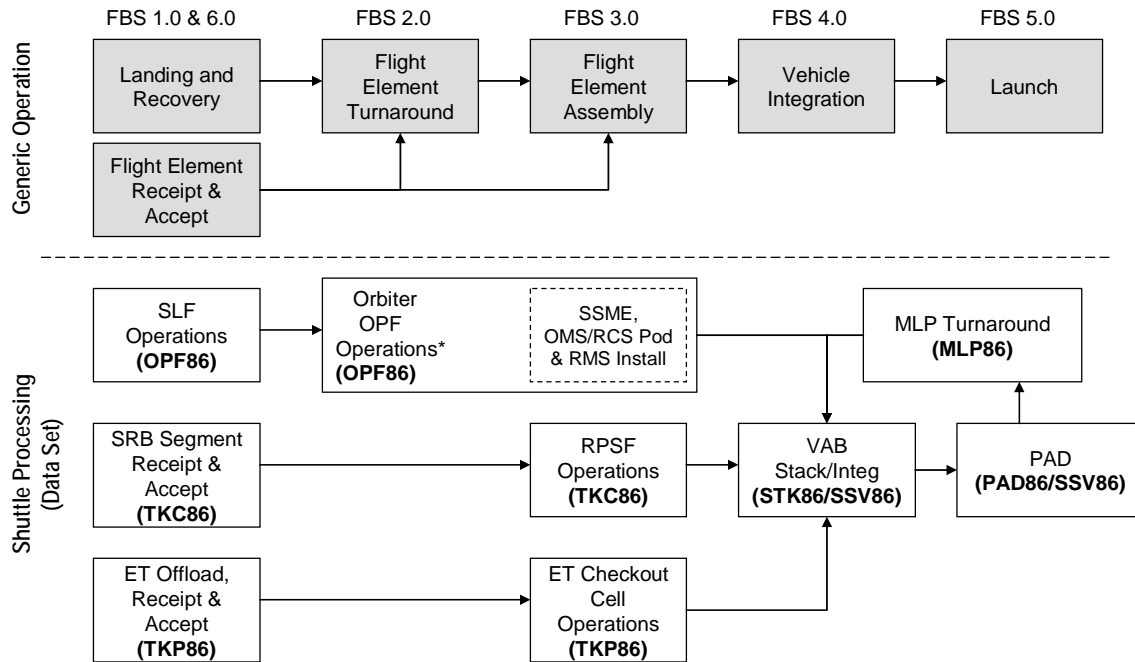 FBS 1.0 & 6.0
FBS 2.0
FBS 3.0
FBS 4.0
FBS 5.0
Generic Operation
Landing and
Recovery
Flight
Element
Turnaround
Flight
Element
Assembly
Vehicle
Integration
Launch
Flight Element
Receipt &
Accept
Shuttle Processing
(Data Set)
SLF
Operations
(OPF86)
Orbiter
OPF
Operations*
(OPF86)
SSME,
OMS/RCS Pod
& RMS Install
MLP Turnaround
(MLP86)
SRB Segment
Receipt &
Accept
(TKC86)
RPSF
Operations
(TKC86)
VAB
Stack/Integ
(STK86/SSV86)
PAD
(PAD86/SSV86)
ET Offload,
Receipt &
Accept
(TKP86)
ET Checkout
Cell
Operations
(TKP86)